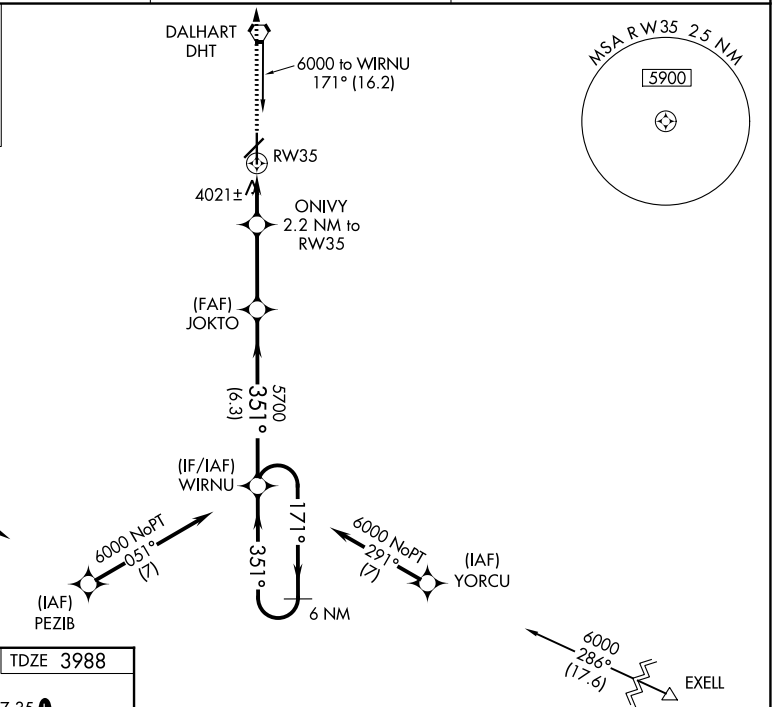 DALHART
DHT
6000 to WIRNU
171° (16.2)
MSA RW35 25 NM
5900
RW35
4021±
ONIVY
2.2 NM to
RW35
(FAF)
JOKTO
5700
351°
(6.3)
(IF/IAF)
WIRNU
171°
351°
6 NM
6000 NoPT
051°
(7)
(IAF)
PEZIB
6000 NoPT
291°
(7)
(IAF)
YORCU
6000
286°
(17.6)
EXELL
TDZE 3988